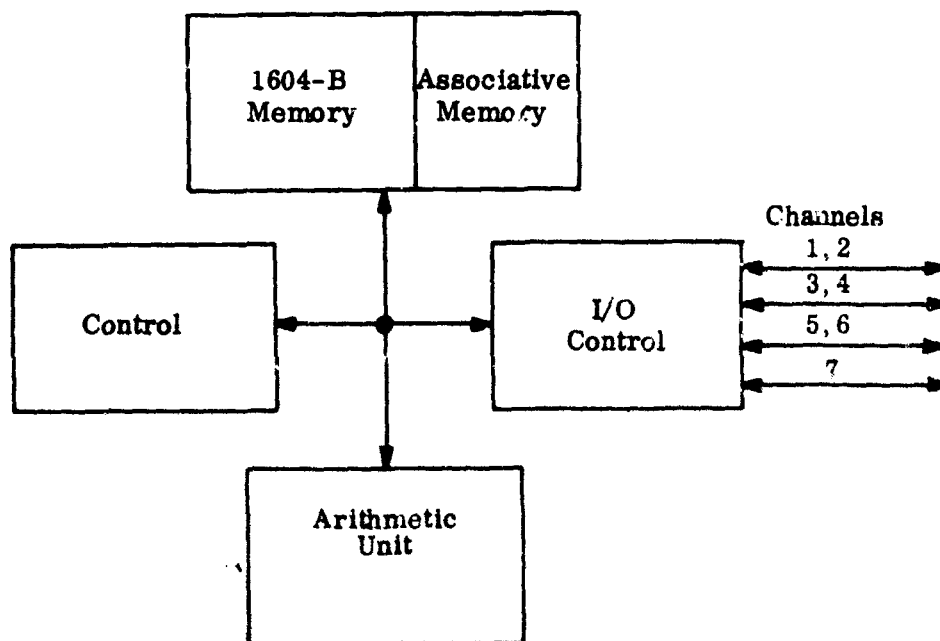 1604-B
Memory
Associative
Memory
Control
I/O
Control
Channels
1, 2
3, 4
5, 6
7
Arithmetic
Unit